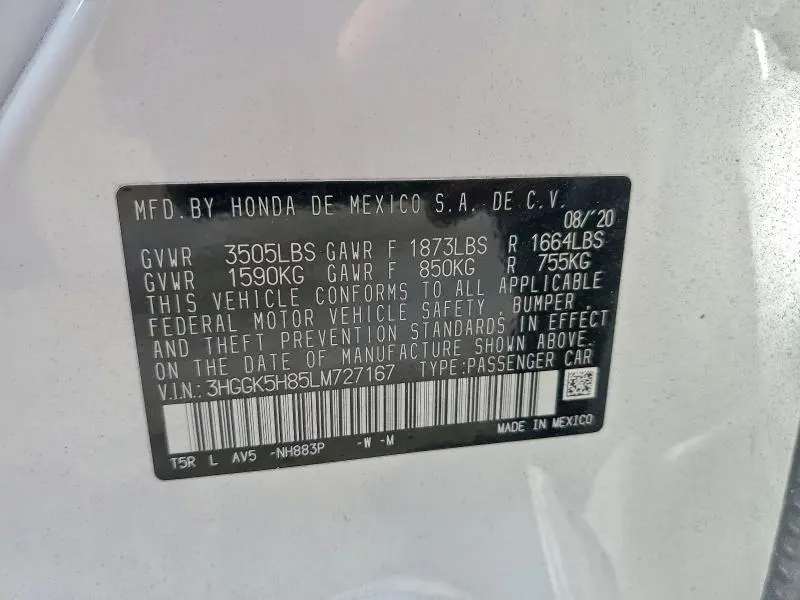 MFD. BY HONDA DE MEXICO S.A. DE C.V.
08/'20
GVWR 3505LBS GAWR F 1873LBS R 1664LBS
GVWR 1590KG GAWR F 850KG R 755KG
THIS VEHICLE CONFORMS TO ALL APPLICABLE
FEDERAL MOTOR VEHICLE SAFETY, BUMPER,
AND THEFT PREVENTION STANDARDS IN EFFECT
ON THE DATE OF MANUFACTURE SHOWN ABOVE.
V.I.N.: 3HGGK5H85LM727167 TYPE: PASSENGER CAR
MADE IN MEXICO
T5R L AV5 -NH883P -W -M